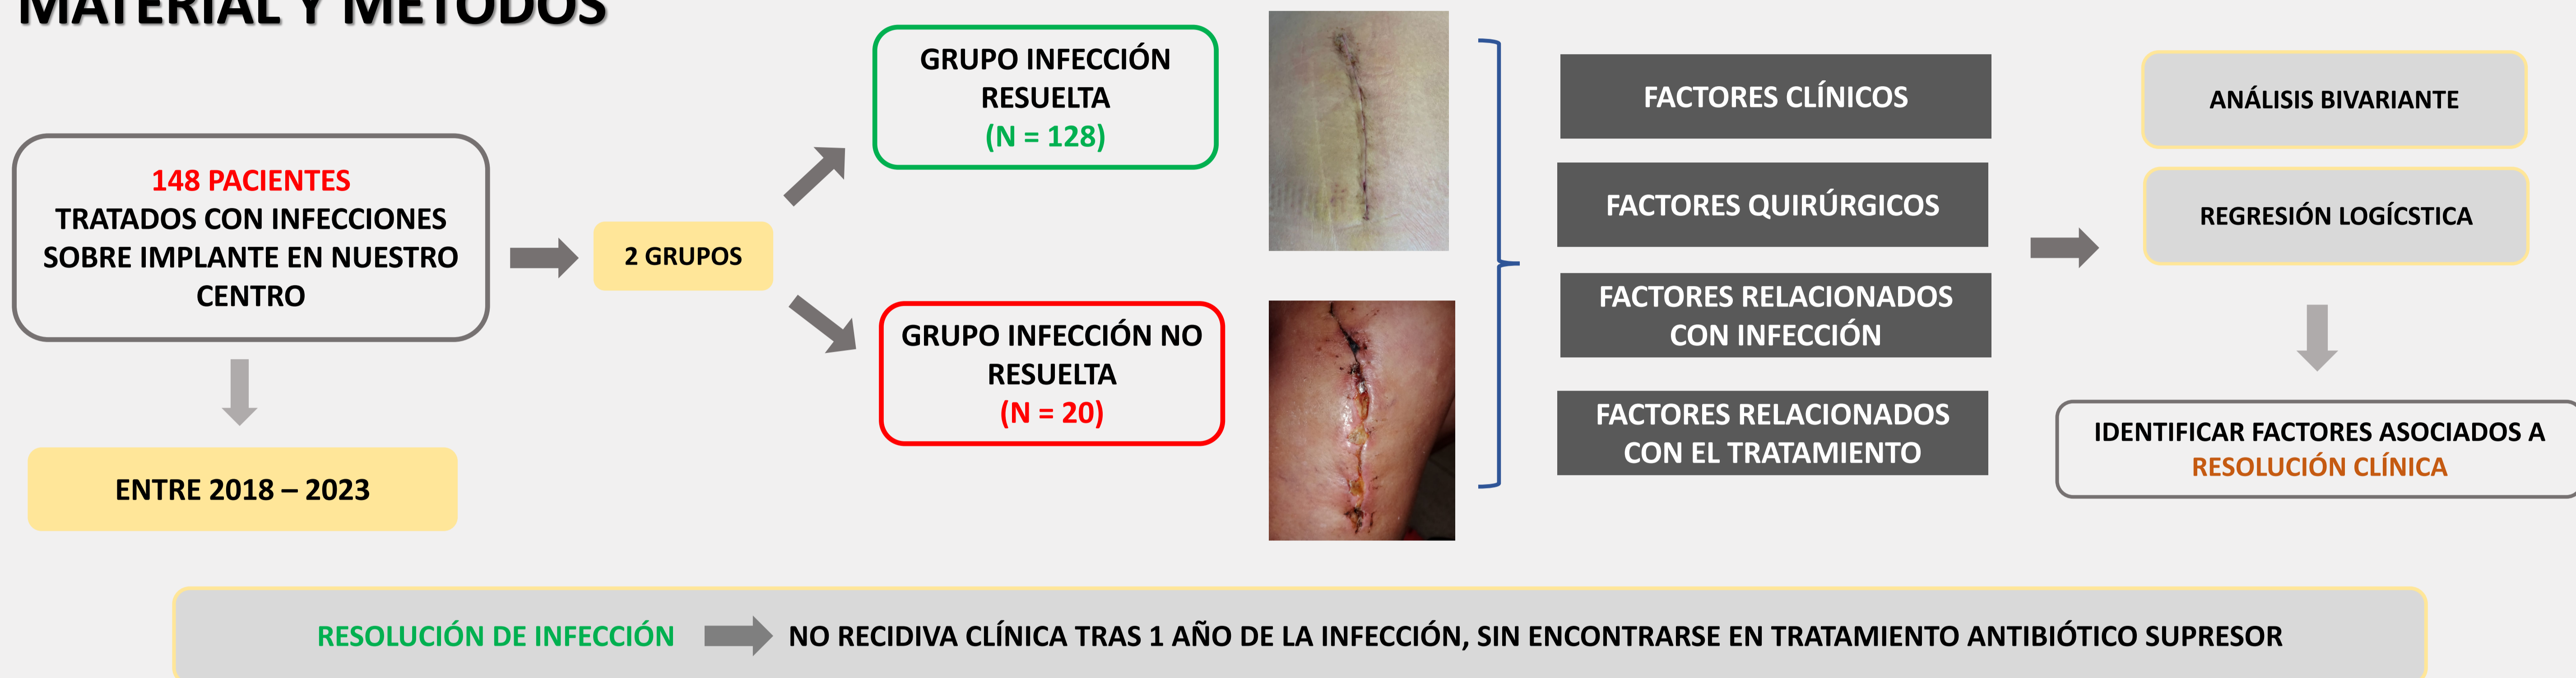 MATERIAL Y MÉTODOS
148 PACIENTES
TRATADOS CON INFECCIONES
SOBRE IMPLANTE EN NUESTRO
CENTRO
ENTRE 2018 – 2023
2 GRUPOS
GRUPO INFECCIÓN
RESUELTA
(N = 128)
GRUPO INFECCIÓN NO
RESUELTA
(N = 20)
FACTORES CLÍNICOS
FACTORES QUIRÚRGICOS
FACTORES RELACIONADOS
CON INFECCIÓN
FACTORES RELACIONADOS
CON EL TRATAMIENTO
ANÁLISIS BIVARIANTE
REGRESIÓN LOGÍCSTICA
IDENTIFICAR FACTORES ASOCIADOS A
RESOLUCIÓN CLÍNICA
RESOLUCIÓN DE INFECCIÓN
NO RECIDIVA CLÍNICA TRAS 1 AÑO DE LA INFECCIÓN, SIN ENCONTRARSE EN TRATAMIENTO ANTIBIÓTICO SUPRESOR